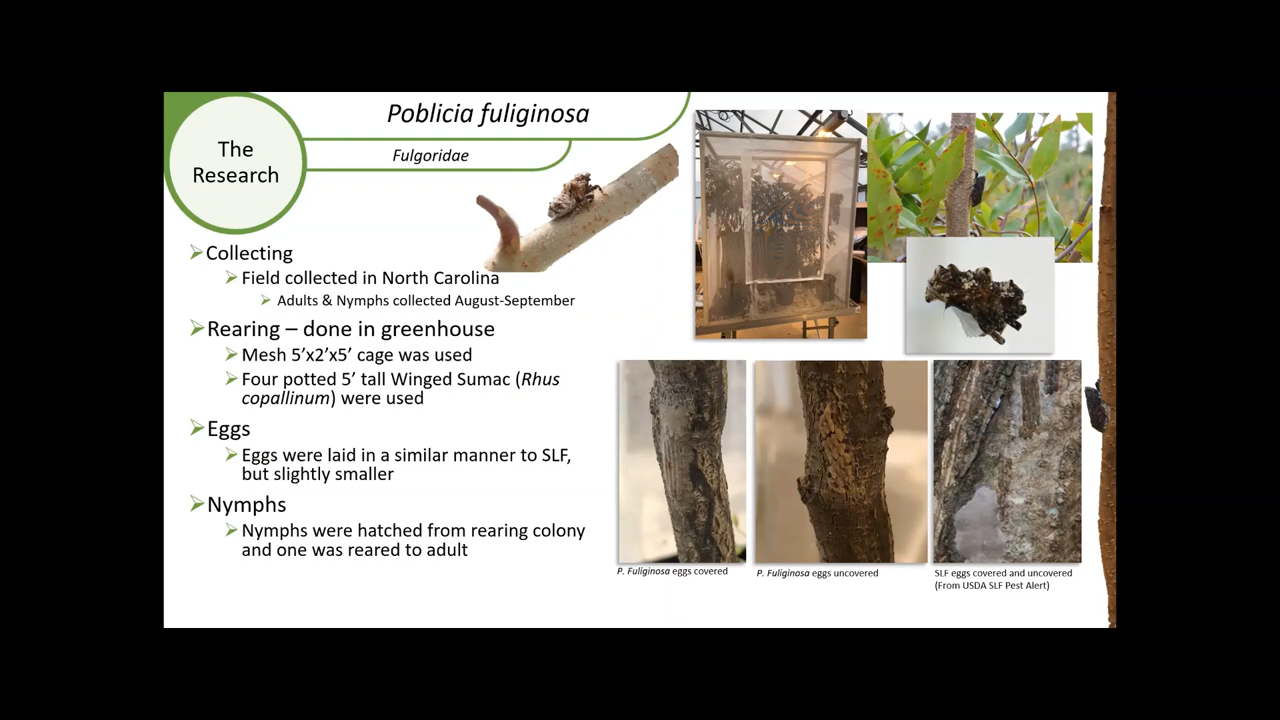 The
Research
Poblicia fuliginosa
Fulgoridae
Collecting
Field collected in North Carolina
Adults & Nymphs collected August-September
Rearing – done in greenhouse
Mesh 5’x2’x5’ cage was used
Four potted 5’ tall Winged Sumac (Rhus
copallinum) were used
Eggs
Eggs were laid in a similar manner to SLF,
but slightly smaller
Nymphs
Nymphs were hatched from rearing colony
and one was reared to adult
P. Fuliginosa eggs covered
P. Fuliginosa eggs uncovered
SLF eggs covered and uncovered
(From USDA SLF Pest Alert)